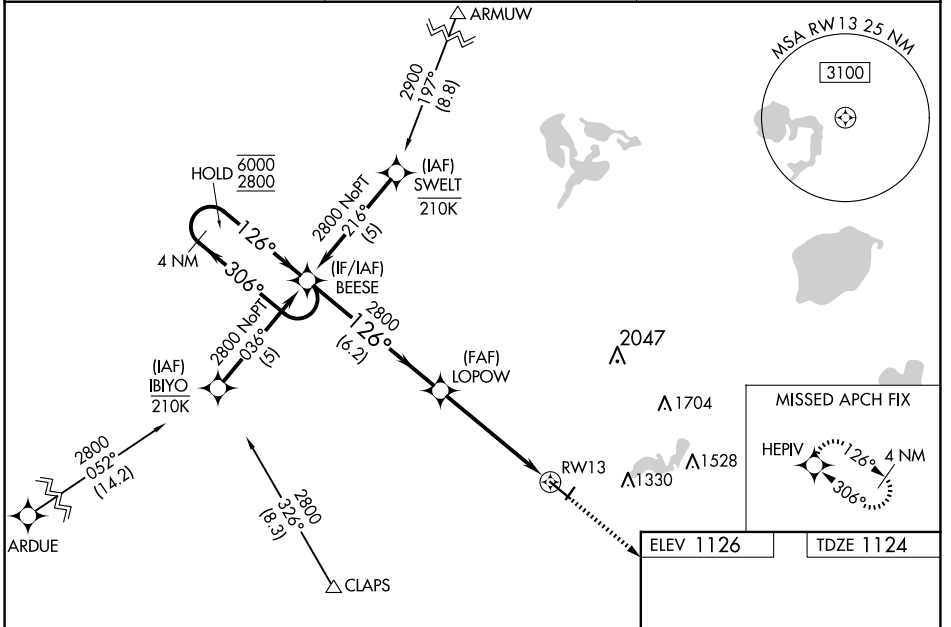 ARMUW
2900
197°
(8.8)
MSA RW13 25 NM
3100
HOLD 6000
2800
(IAF)
SWELT
210K
2800 NoPT
216°
(5)
126°
4 NM
306°
(IF/IAF)
BEESE
2800 NoPT
036°
(5)
2800
126°
(6.2)
(IAF)
IBIYO
210K
(FAF)
LOPOW
2047
1704
1528
1330
RW13
2800
052°
(14.2)
ARDUE
2800
326°
(8.3)
CLAPS
MISSED APCH FIX
HEPIV
126°
4 NM
306°
ELEV 1126
TDZE 1124